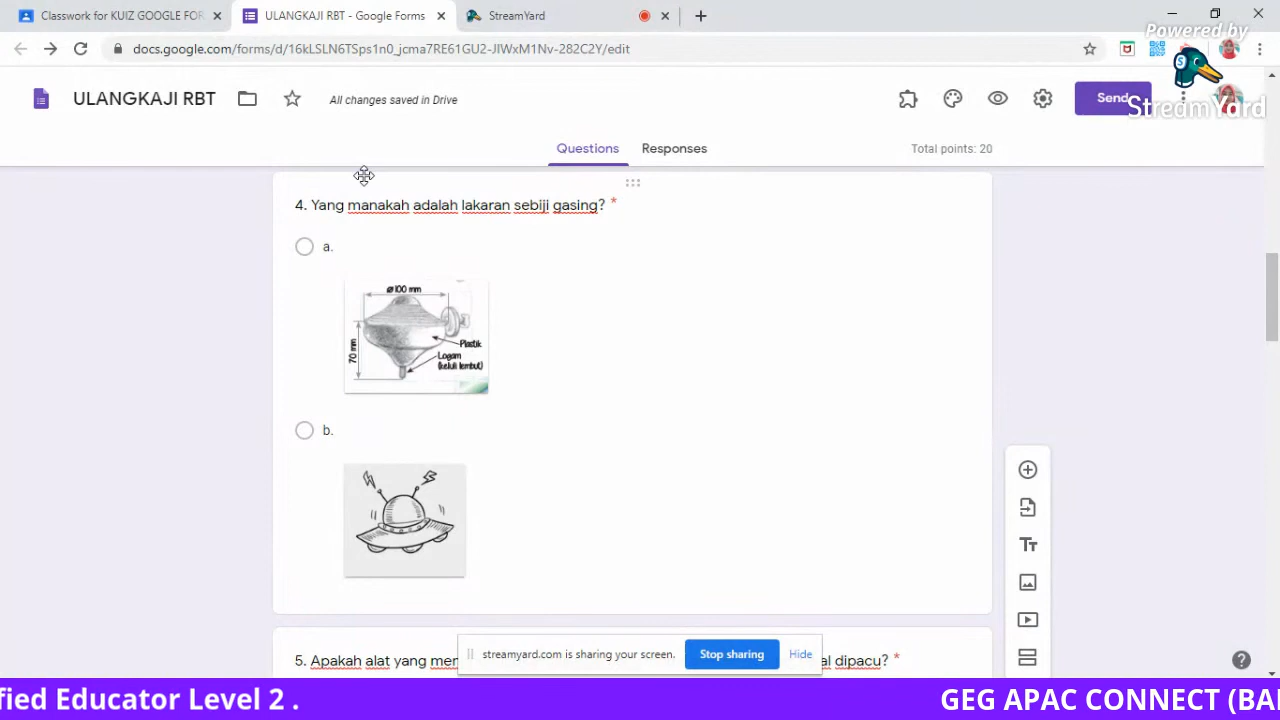 Classwork for KUIZ GOOGLE FOR
ULANGKAJI RBT - Google Forms
StreamYard
docs.google.com/forms/d/16kLSLN6TSps1n0_jcma7RE61GU2-JIWxM1Nv-282C2Y/edit
Powered by
StreamYard
ULANGKAJI RBT
All changes saved in Drive
Send
Questions
Responses
Total points: 20
4. Yang manakah adalah lakaran sebiji gasing? *
a.
ø100 mm
70 mm
Plastik
Logam
(keluli lembut)
b.
5. Apakah alat yang mer
al dipacu? *
streamyard.com is sharing your screen.
Stop sharing
Hide
fied Educator Level 2 .
GEG APAC CONNECT (BA